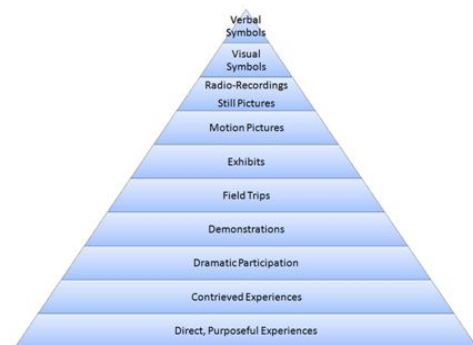 Verbal
Symbols
Visual
Symbols
Radio-Recordings
Still Pictures
Motion Pictures
Exhibits
Field Trips
Demonstrations
Dramatic Participation
Contrieved Experiences
Direct, Purposeful Experiences